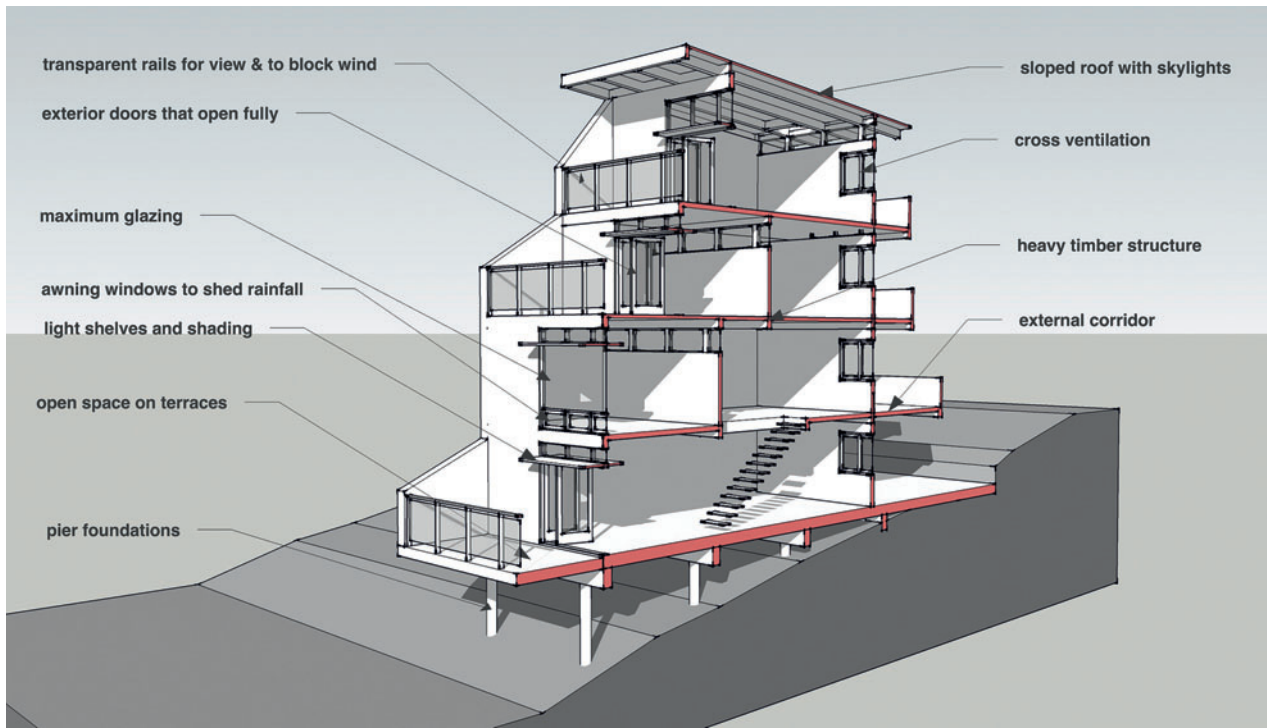 transparent rails for view & to block wind
exterior doors that open fully
maximum glazing
awning windows to shed rainfall
light shelves and shading
open space on terraces
pier foundations
sloped roof with skylights
cross ventilation
heavy timber structure
external corridor